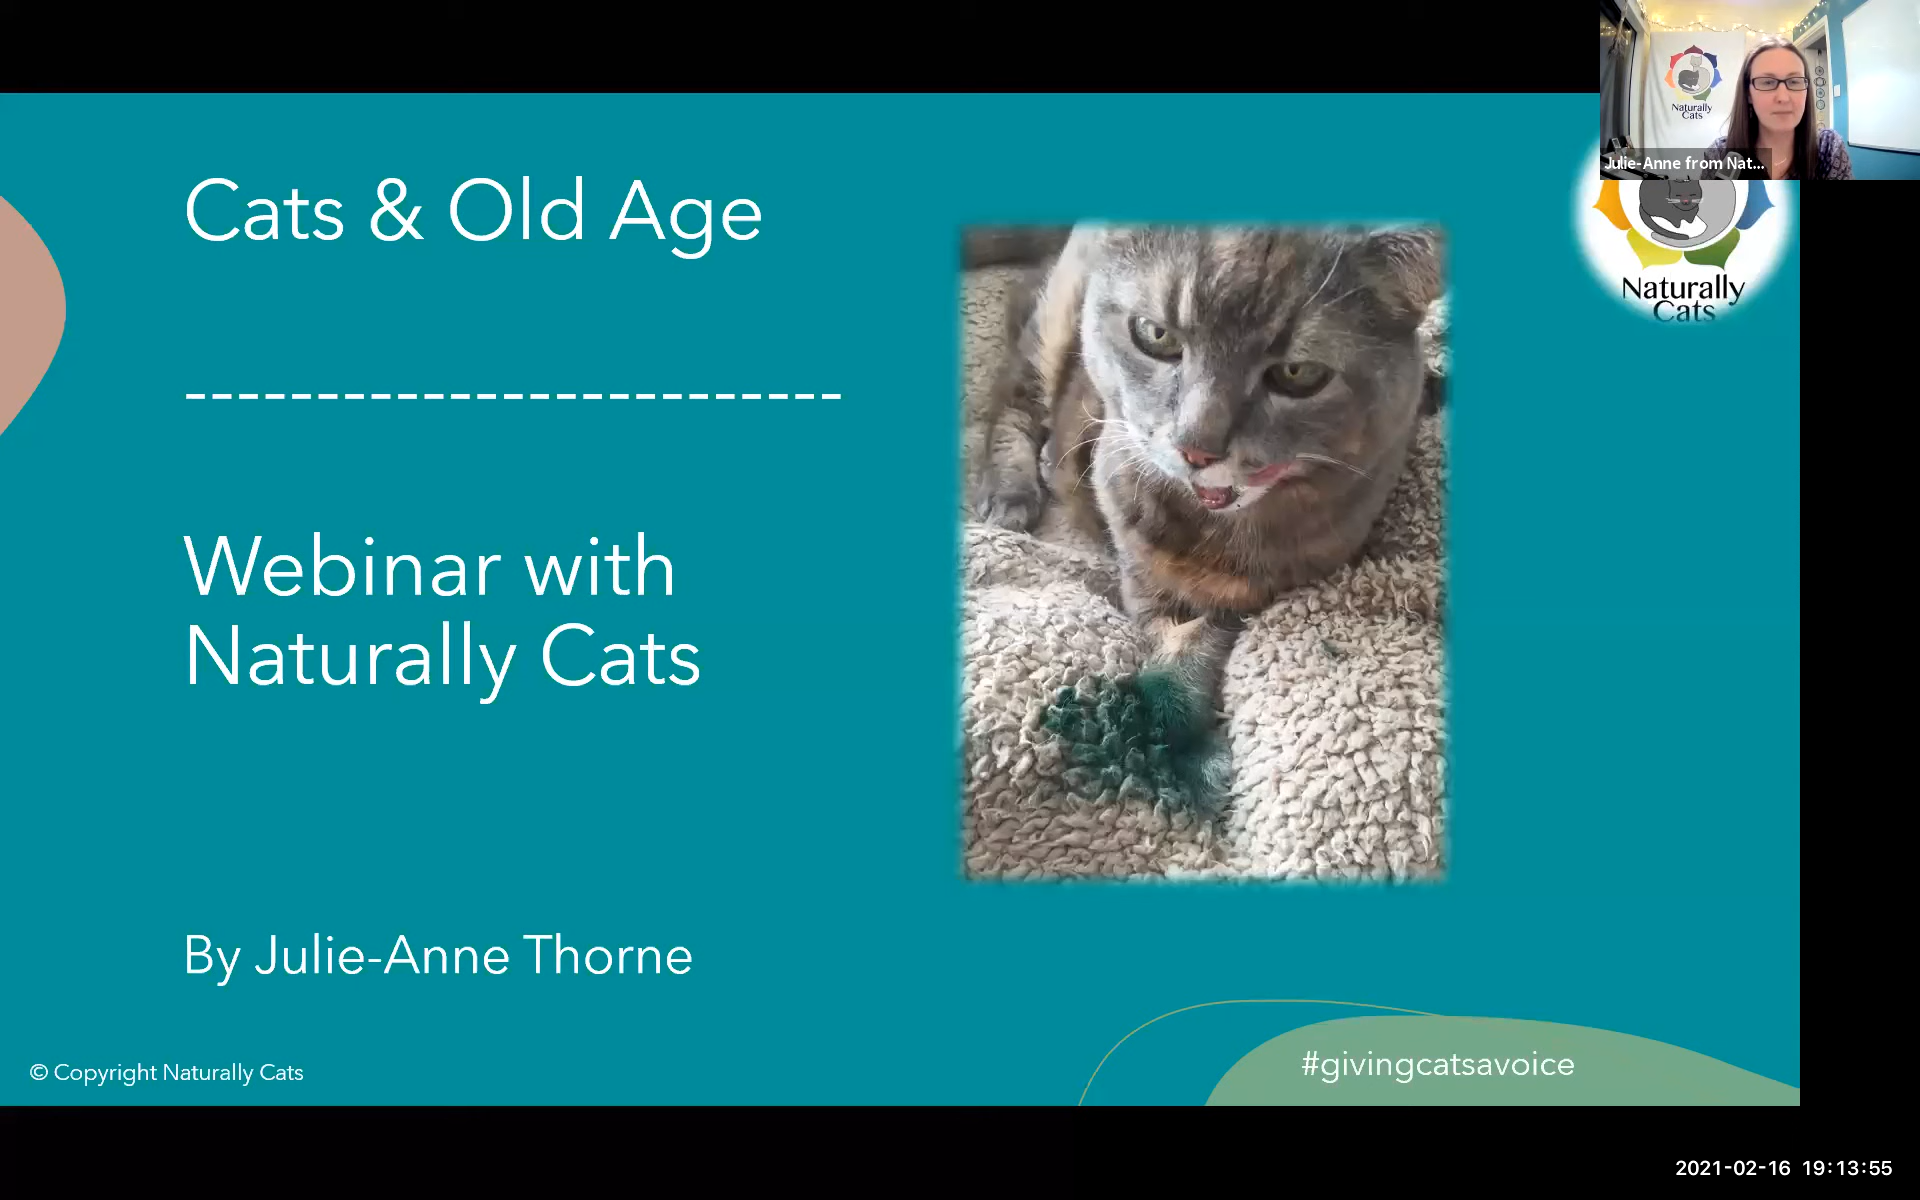 Naturally
Cats
Julie-Anne from Nat...
Cats & Old Age
Naturally
Cats
-------------------------
Webinar with
Naturally Cats
By Julie-Anne Thorne
#givingcatsavoice
© Copyright Naturally Cats
2021-02-16 19:13:55